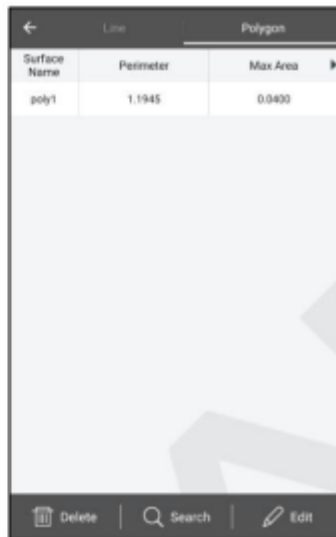 Line Polygon
Surface Name Perimeter Max Area
poly1 1.1945 0.0400
Delete Search Edit